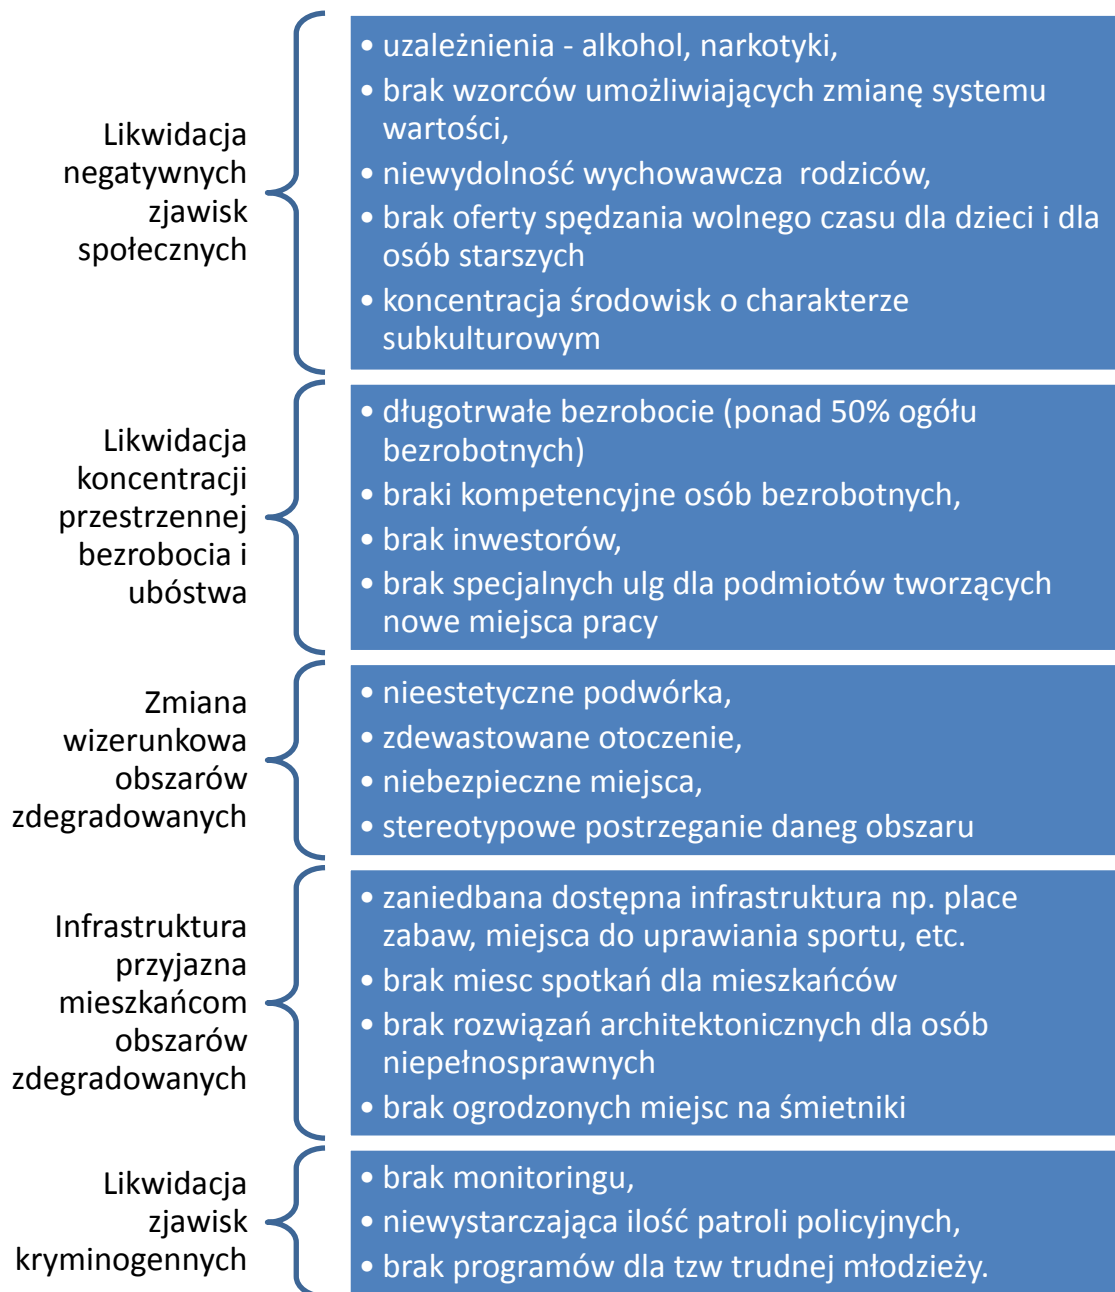 Likwidacja
negatywnych
zjawisk
społecznych
• uzależnienia - alkohol, narkotyki,
• brak wzorców umożliwiających zmianę systemu
wartości,
• niewydolność wychowawcza  rodziców,
• brak oferty spędzania wolnego czasu dla dzieci i dla
osób starszych
• koncentracja środowisk o charakterze
subkulturowym
Likwidacja
koncentracji
przestrzennej
bezrobocia i
ubóstwa
• długotrwałe bezrobocie (ponad 50% ogółu
bezrobotnych)
• braki kompetencyjne osób bezrobotnych,
• brak inwestorów,
• brak specjalnych ulg dla podmiotów tworzących
nowe miejsca pracy
Zmiana
wizerunkowa
obszarów
zdegradowanych
• nieestetyczne podwórka,
• zdewastowane otoczenie,
• niebezpieczne miejsca,
• stereotypowe postrzeganie daneg obszaru
Infrastruktura
przyjazna
mieszkańcom
obszarów
zdegradowanych
• zaniedbana dostępna infrastruktura np. place
zabaw, miejsca do uprawiania sportu, etc.
• brak miesc spotkań dla mieszkańców
• brak rozwiązań architektonicznych dla osób
niepełnosprawnych
• brak ogrodzonych miejsc na śmietniki
Likwidacja
zjawisk
kryminogennych
• brak monitoringu,
• niewystarczająca ilość patroli policyjnych,
• brak programów dla tzw trudnej młodzieży.